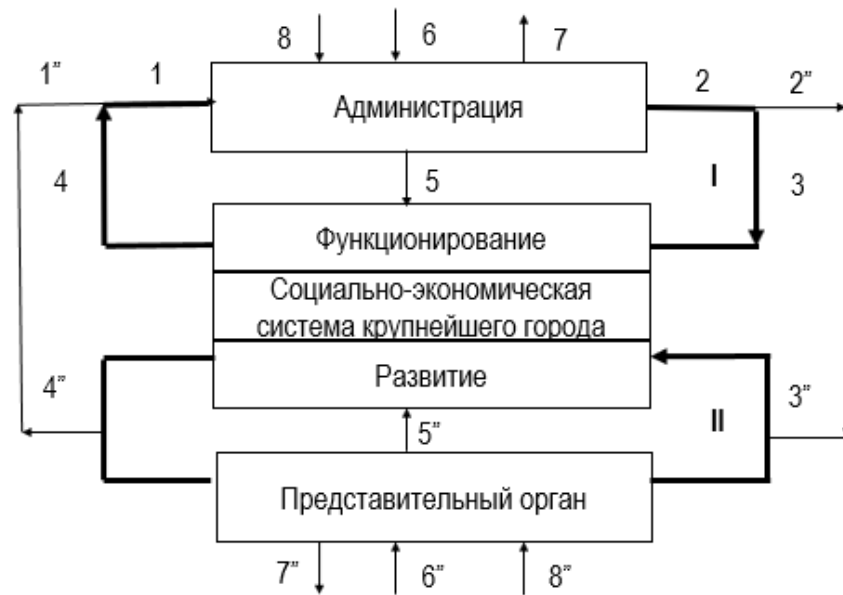 8 6 7
1” 1 2 2”
Администрация
4 5 I 3
Функционирование
Социально-экономическая
система крупнейшего города
Развитие
4” 5” II 3”
Представительный орган
7” 6” 8”